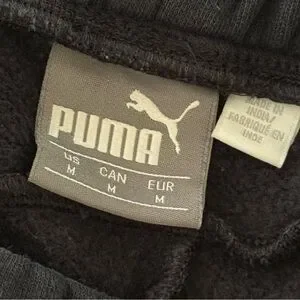 PUMA
US CAN EUR
M M M
MADE IN
INDIA/
FABRIQUÉ EN
INDE